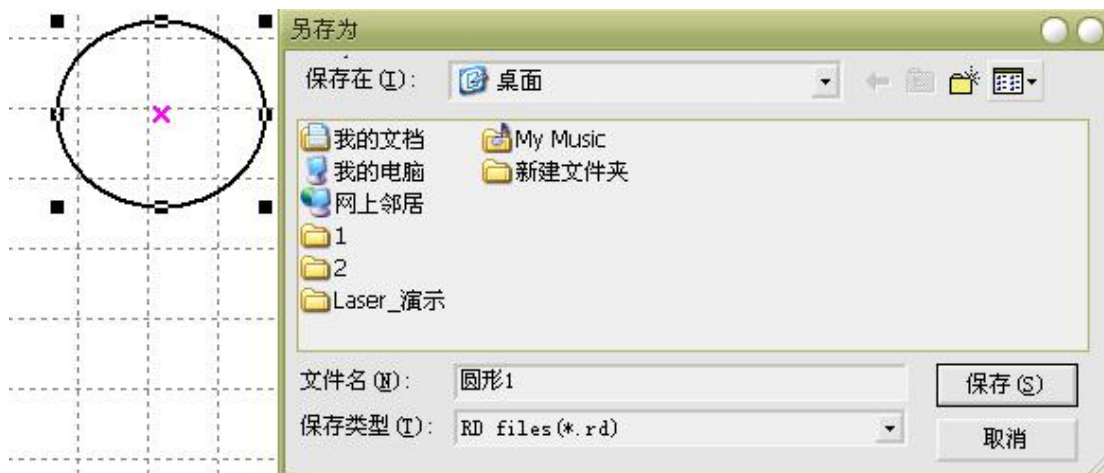 另存为
保存在(I):
桌面
我的文档
My Music
我的电脑
新建文件夹
网上邻居
1
2
Laser_演示
文件名(N):
圆形1
保存(S)
保存类型(T):
RD files(*.rd)
取消